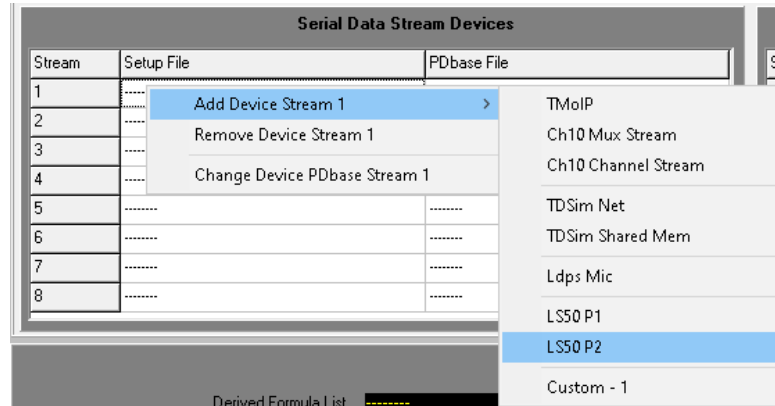 Serial Data Stream Devices
Stream Setup File PDbase File
1 -----
2 ----
3 ----
4 ----
5 -------- --------
6 -------- --------
7 -------- --------
8 -------- --------
Add Device Stream 1 >
Remove Device Stream 1
Change Device PDbase Stream 1
TMoIP
Ch10 Mux Stream
Ch10 Channel Stream
TDSim Net
TDSim Shared Mem
Ldps Mic
LS50 P1
LS50 P2
Custom - 1
Derived Formula List --------